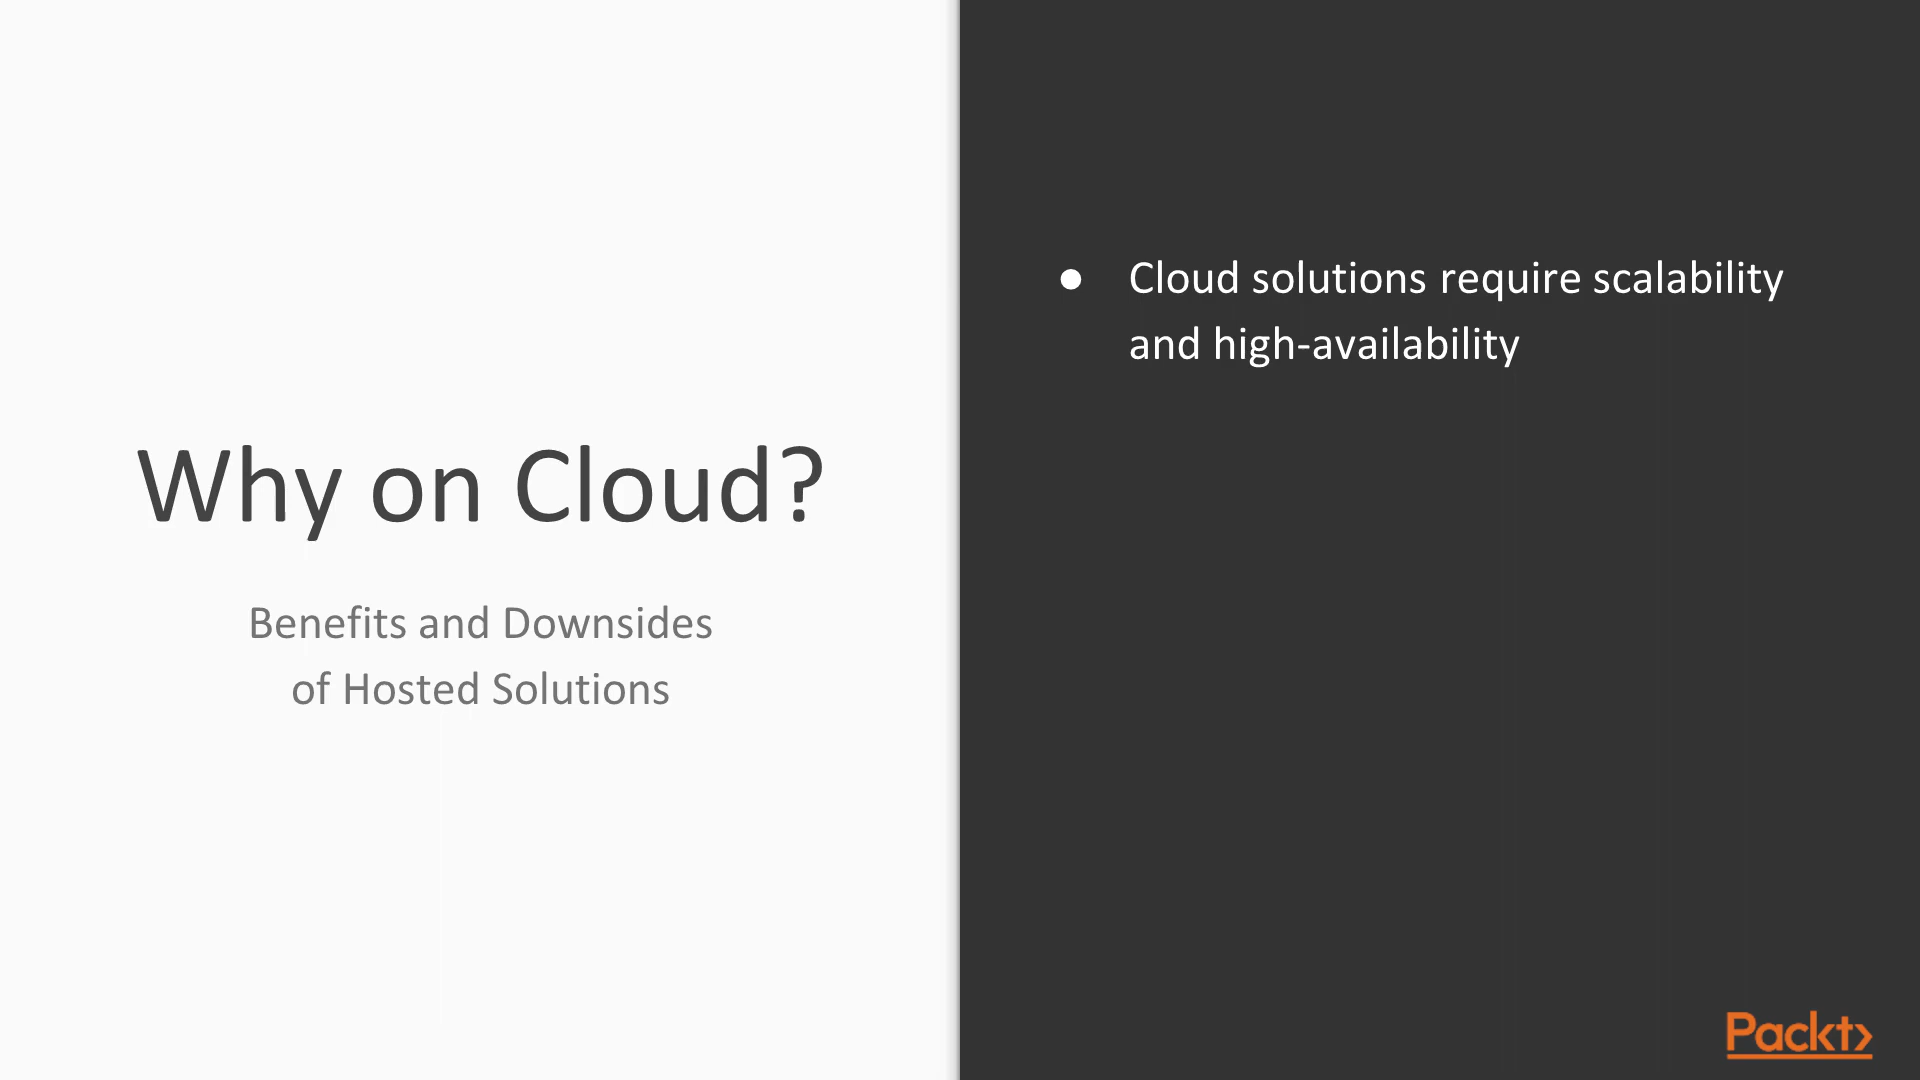 Why on Cloud?
Benefits and Downsides
of Hosted Solutions
● Cloud solutions require scalability
and high-availability
Packt>